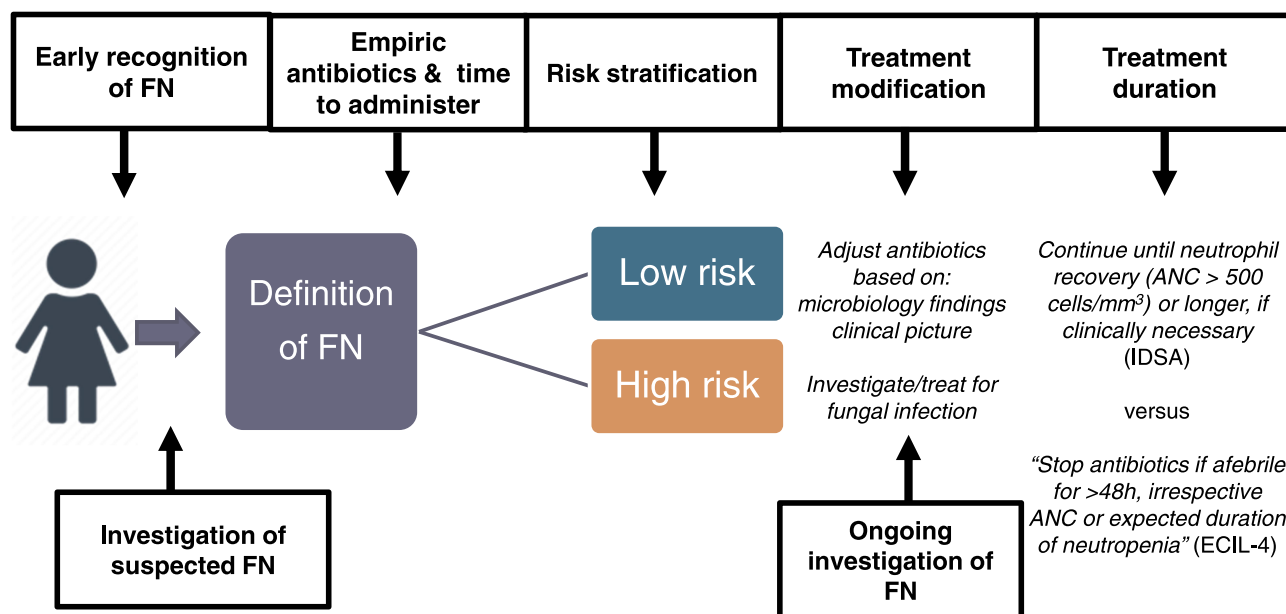 Early recognition
of FN
Empiric
antibiotics & time
to administer
Risk stratification
Treatment
modification
Treatment
duration
Definition
of FN
Low risk
High risk
Adjust antibiotics
based on:
microbiology findings
clinical picture
Investigate/treat for
fungal infection
Continue until neutrophil
recovery (ANC > 500
cells/mm³) or longer, if
clinically necessary
(IDSA)
versus
“Stop antibiotics if afebrile
for >48h, irrespective
ANC or expected duration
of neutropenia” (ECIL-4)
Investigation of
suspected FN
Ongoing
investigation of
FN